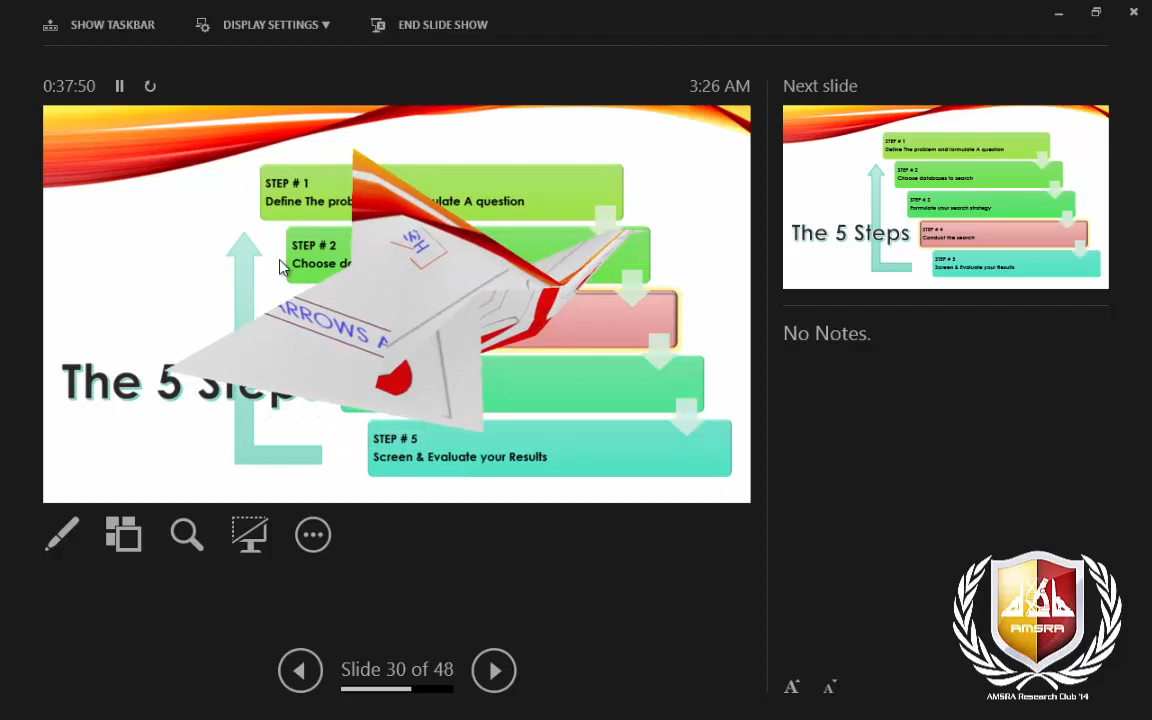 SHOW TASKBAR
DISPLAY SETTINGS ▼
END SLIDE SHOW
0:37:50
3:26 AM
Next slide
STEP # 1
Define The prob ulate A question
STEP # 2
Choose da
ARROWS A
The 5 Steps
STEP # 5
Screen & Evaluate your Results
STEP # 1
Define The problem and formulate A question
STEP # 2
Choose databases to search
STEP # 3
Formulate your search strategy
The 5 Steps
STEP # 4
Conduct the search
STEP # 5
Screen & Evaluate your Results
No Notes.
Slide 30 of 48
A A
AMSRA
AMSRA Research Club '14